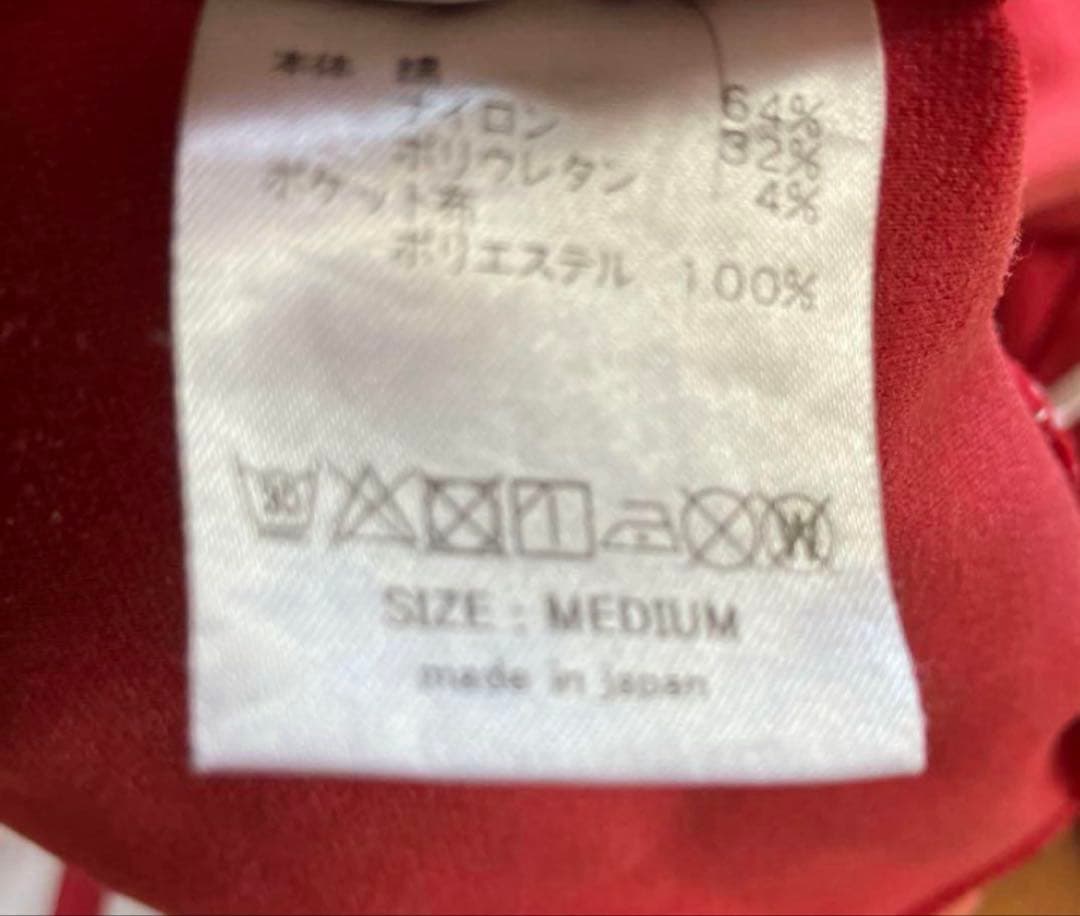 本体 綿 64%
ナイロン 32%
ポリウレタン 4%
ポケット布
ポリエステル 100%
SIZE : MEDIUM
made in japan